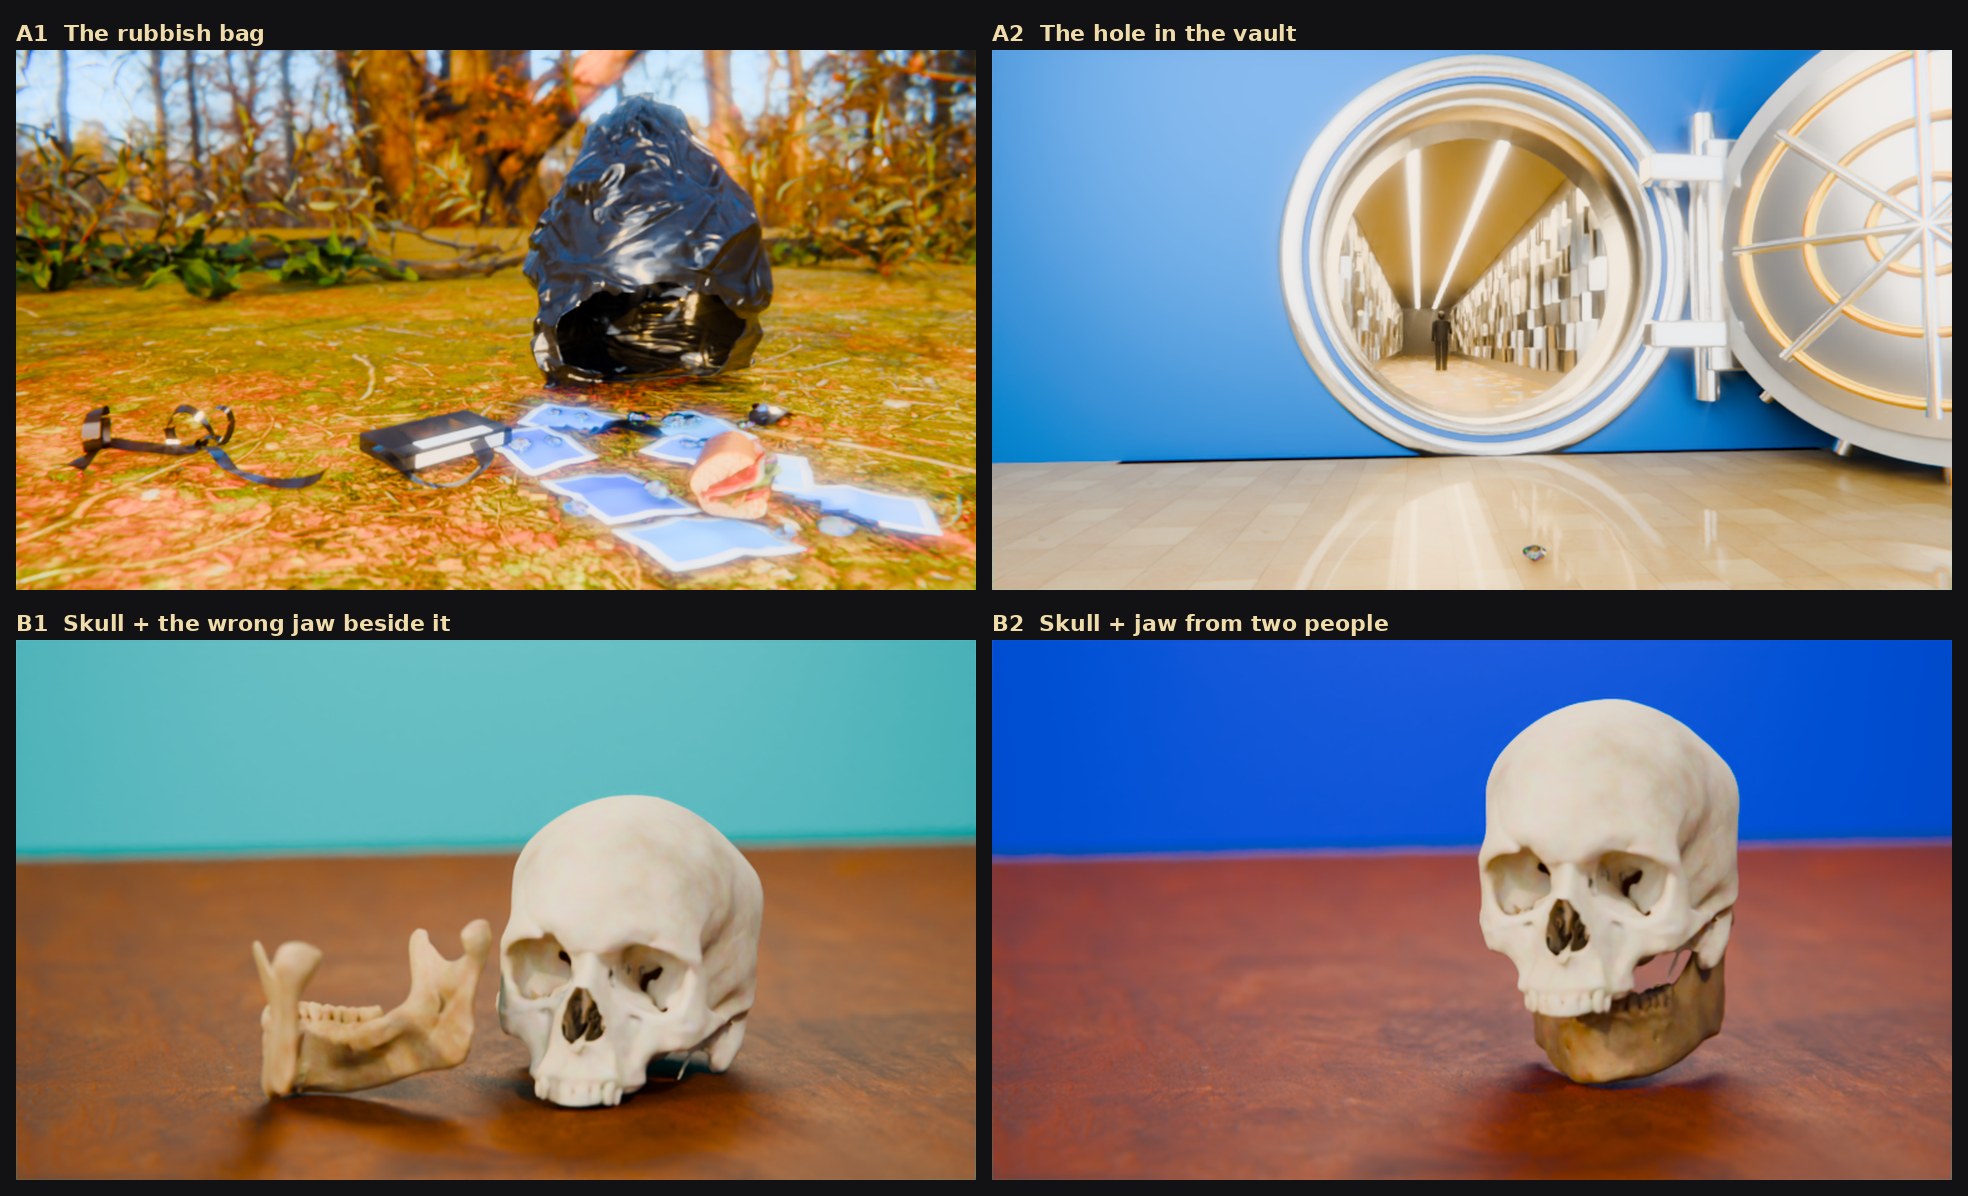 A1 The rubbish bag
A2 The hole in the vault
B1 Skull + the wrong jaw beside it
B2 Skull + jaw from two people